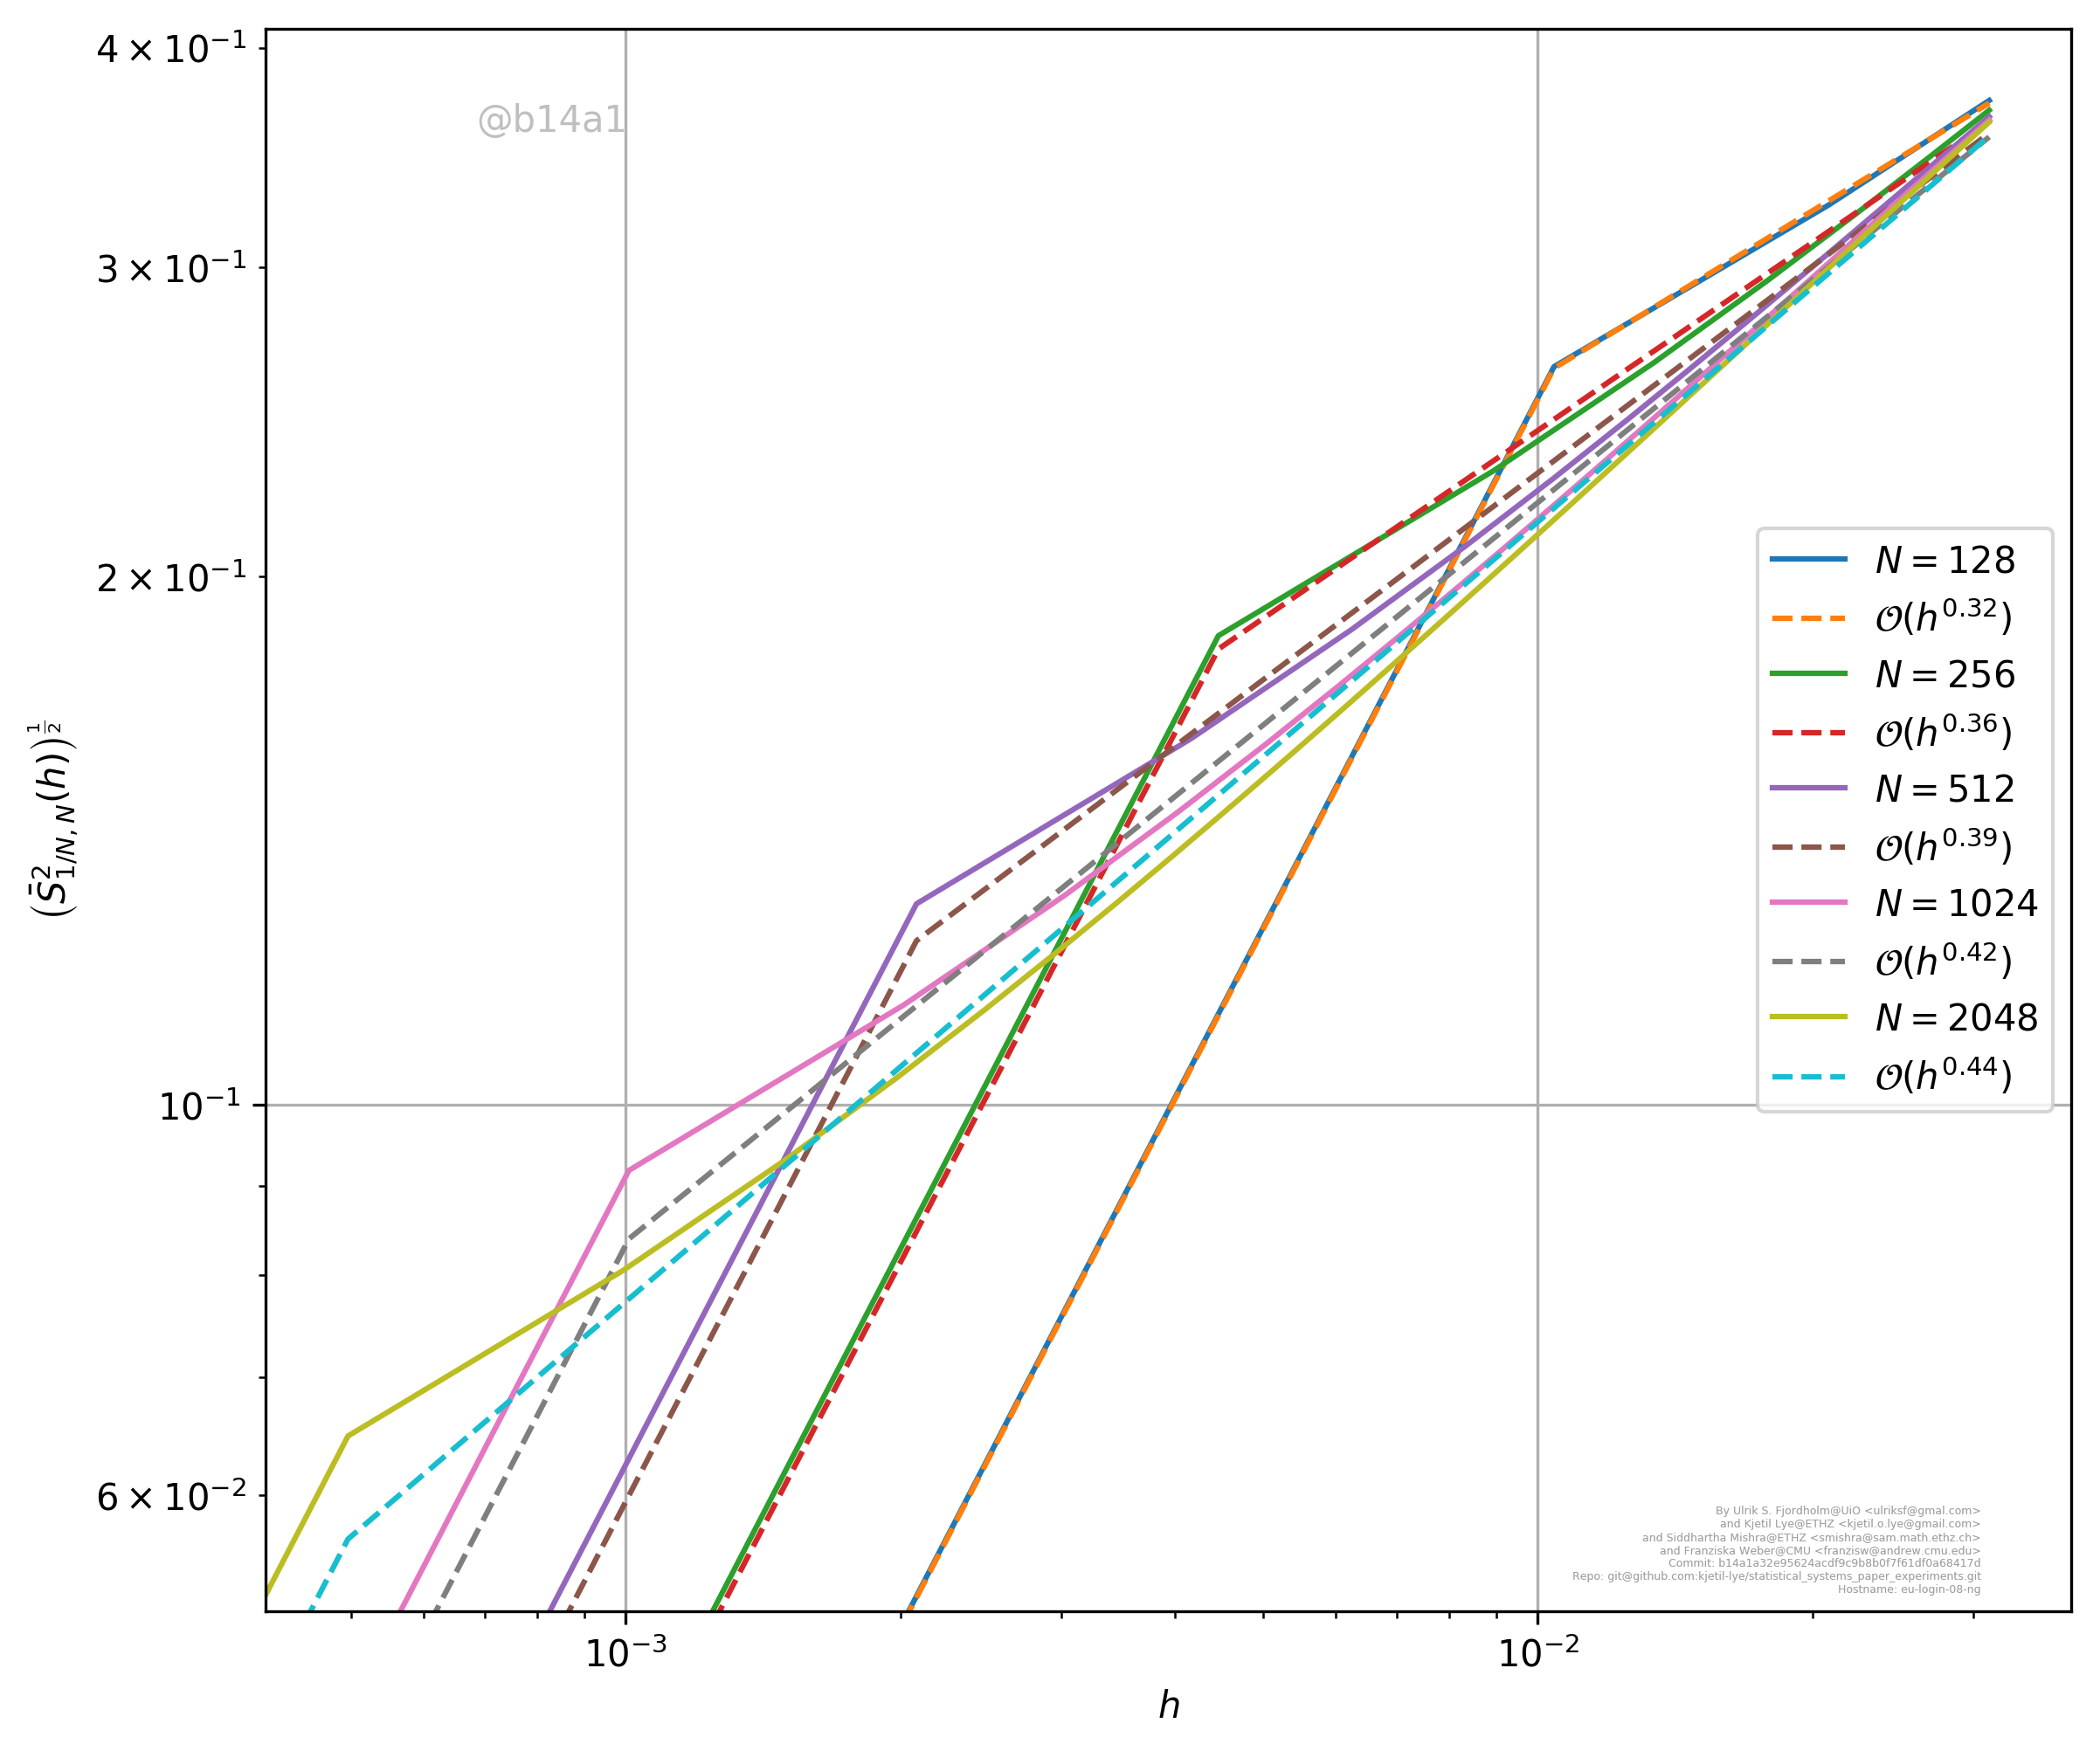 4 × 10⁻¹
@b14a1
3 × 10⁻¹
2 × 10⁻¹
10⁻¹
6 × 10⁻²
(S̄²_{1/N, N}(h))^{1/2}
N = 128
𝒪(h^{0.32})
N = 256
𝒪(h^{0.36})
N = 512
𝒪(h^{0.39})
N = 1024
𝒪(h^{0.42})
N = 2048
𝒪(h^{0.44})
By Ulrik S. Fjordholm@UiO <ulriksf@gmal.com>
and Kjetil Lye@ETHZ <kjetil.o.lye@gmail.com>
and Siddhartha Mishra@ETHZ <smishra@sam.math.ethz.ch>
and Franziska Weber@CMU <franzisw@andrew.cmu.edu>
Commit: b14a1a32e95624acdf9c9b8b0f7f61df0a68417d
Repo: git@github.com:kjetil-lye/statistical_systems_paper_experiments.git
Hostname: eu-login-08-ng
10⁻³
10⁻²
h